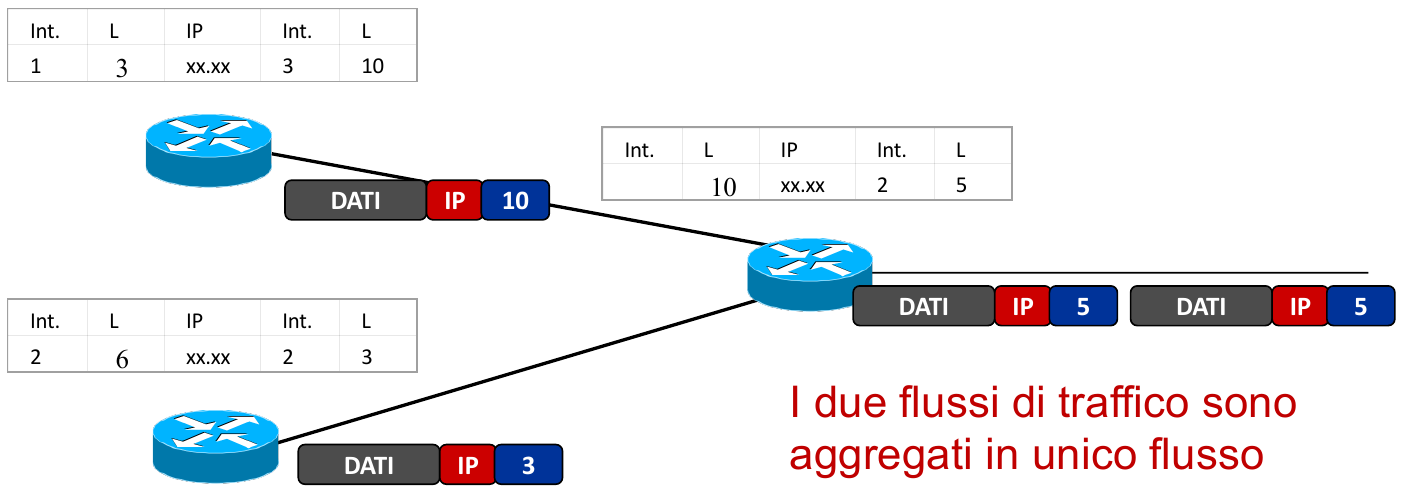 Int. L IP Int. L
1 3 xx.xx 3 10
Int. L IP Int. L
10 xx.xx 2 5
DATI IP 10
DATI IP 5 DATI IP 5
Int. L IP Int. L
2 6 xx.xx 2 3
DATI IP 3
I due flussi di traffico sono
aggregati in unico flusso